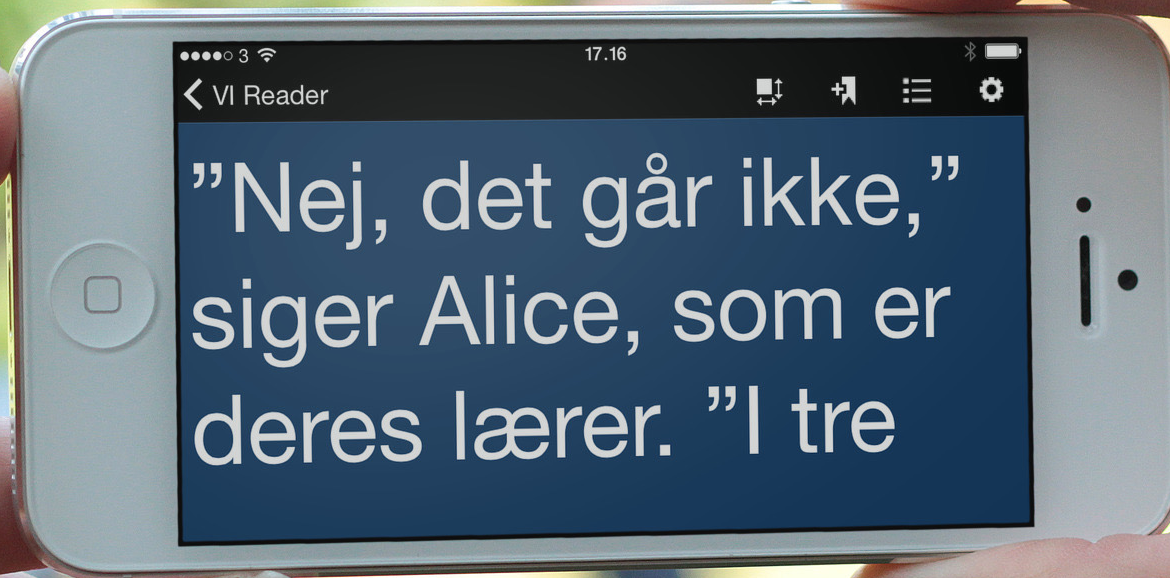 3 17.16
VI Reader
”Nej, det går ikke,”
siger Alice, som er
deres lærer. ”I tre